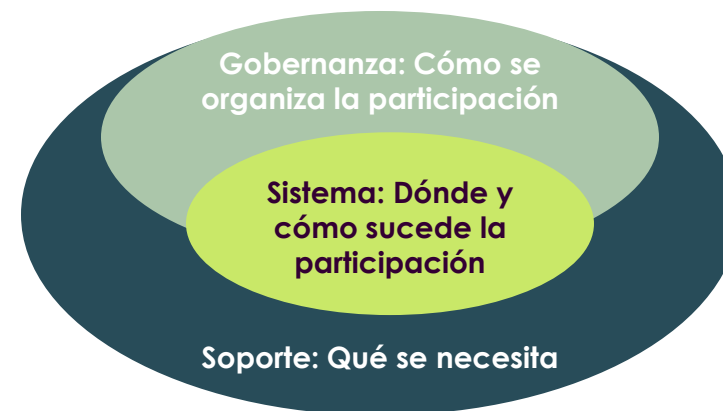 Gobernanza: Cómo se
organiza la participación
Sistema: Dónde y
cómo sucede la
participación
Soporte: Qué se necesita